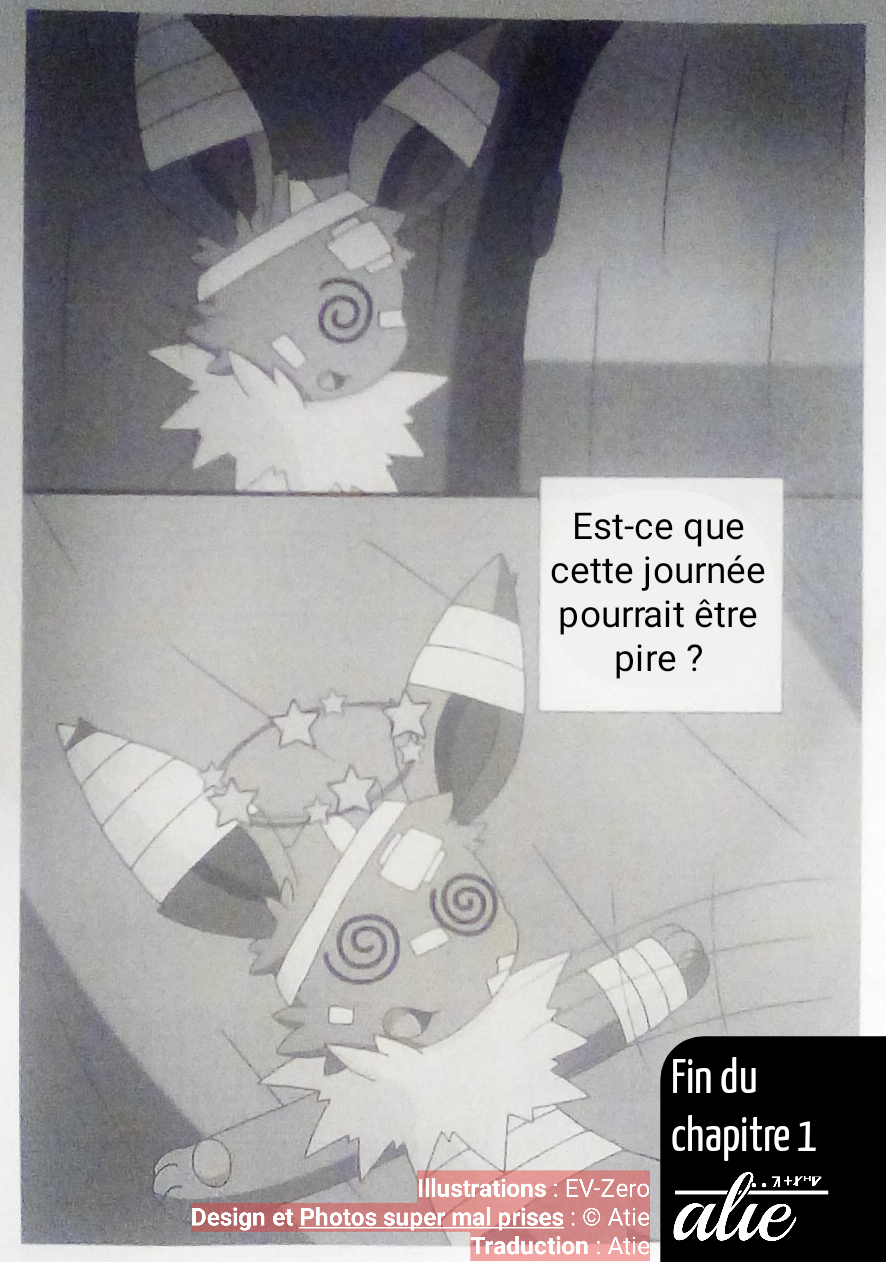 Est-ce que
cette journée
pourrait être
pire ?
Fin du
chapitre 1
alie
Illustrations : EV-Zero
Design et Photos super mal prises : © Atie
Traduction : Atie